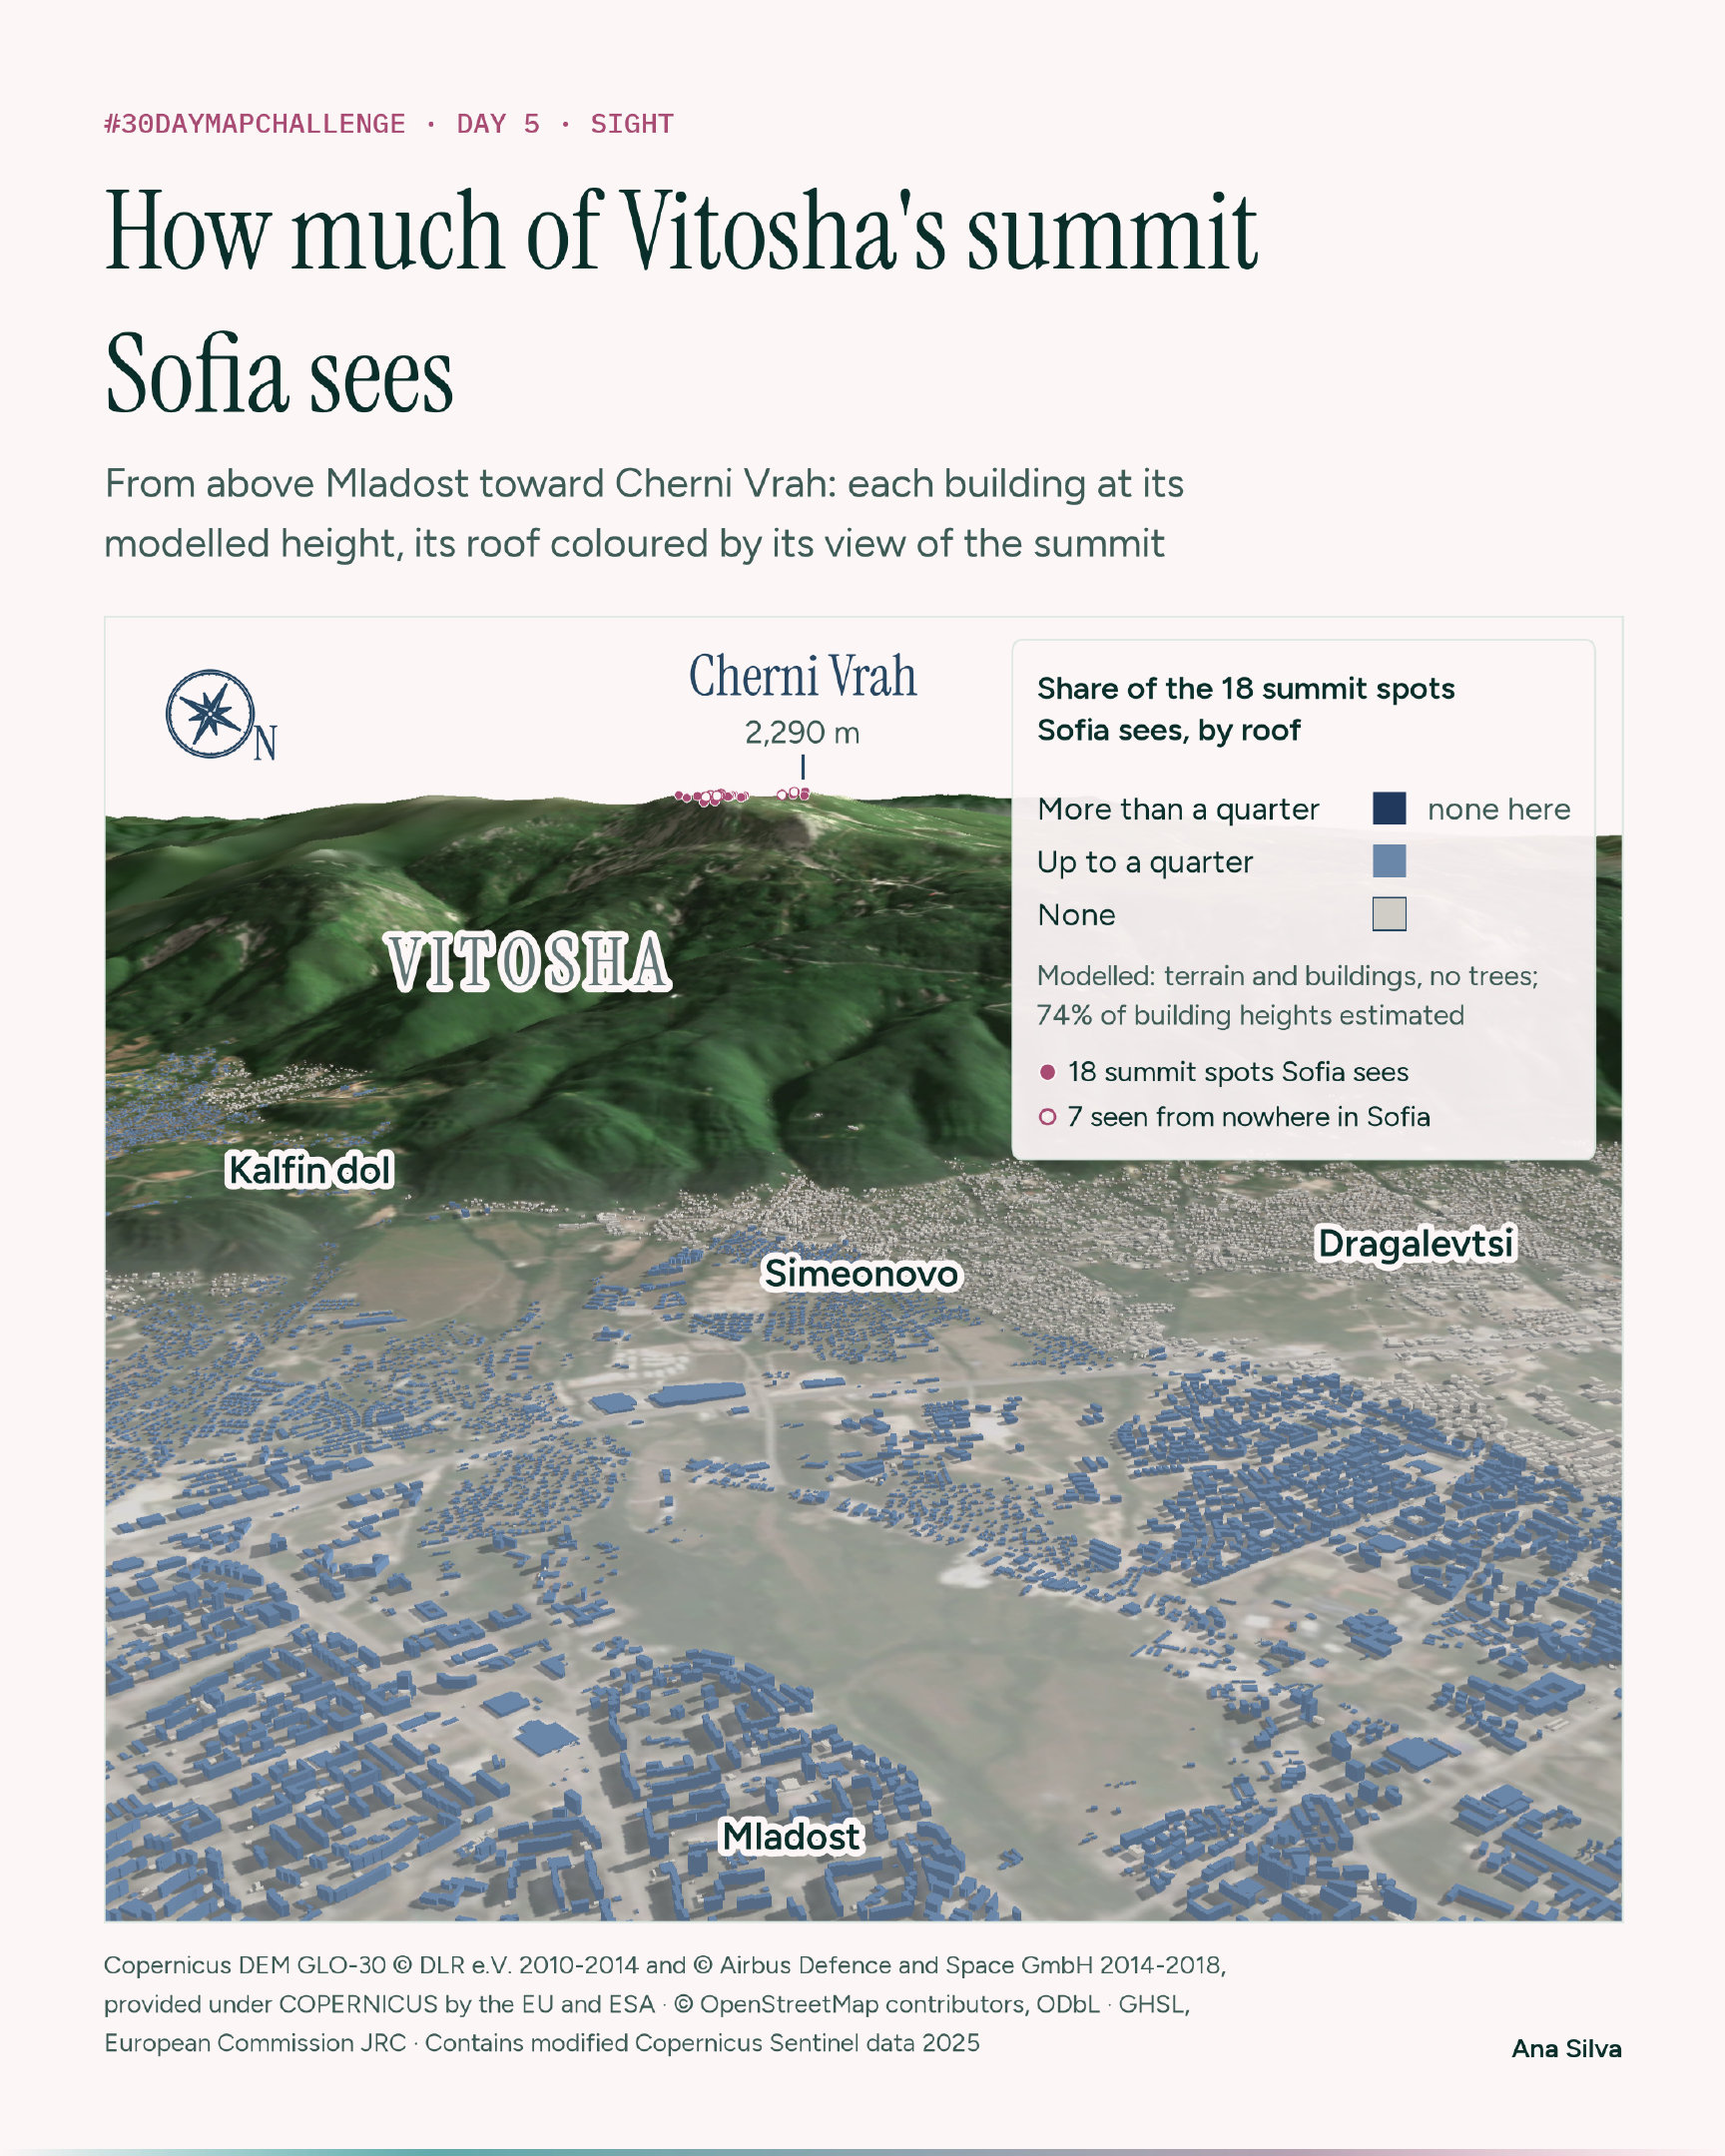 #30DAYMAPCHALLENGE · DAY 5 · SIGHT
How much of Vitosha's summit
Sofia sees
From above Mladost toward Cherni Vrah: each building at its
modelled height, its roof coloured by its view of the summit
N
Cherni Vrah
2,290 m
Share of the 18 summit spots
Sofia sees, by roof
More than a quarter none here
Up to a quarter
None
Modelled: terrain and buildings, no trees;
74% of building heights estimated
18 summit spots Sofia sees
7 seen from nowhere in Sofia
VITOSHA
Kalfin dol
Dragalevtsi
Simeonovo
Mladost
Copernicus DEM GLO-30 © DLR e.V. 2010-2014 and © Airbus Defence and Space GmbH 2014-2018,
provided under COPERNICUS by the EU and ESA · © OpenStreetMap contributors, ODbL · GHSL,
European Commission JRC · Contains modified Copernicus Sentinel data 2025
Ana Silva